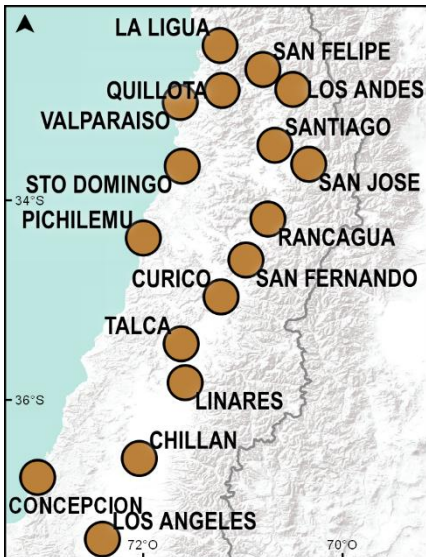 LA LIGUA
SAN FELIPE
QUILLOTA
LOS ANDES
VALPARAISO
SANTIAGO
STO DOMINGO
SAN JOSE
34°S
PICHILEMU
RANCAGUA
CURICO
SAN FERNANDO
TALCA
36°S
LINARES
CHILLAN
CONCEPCION
LOS ANGELES
72°O
70°O